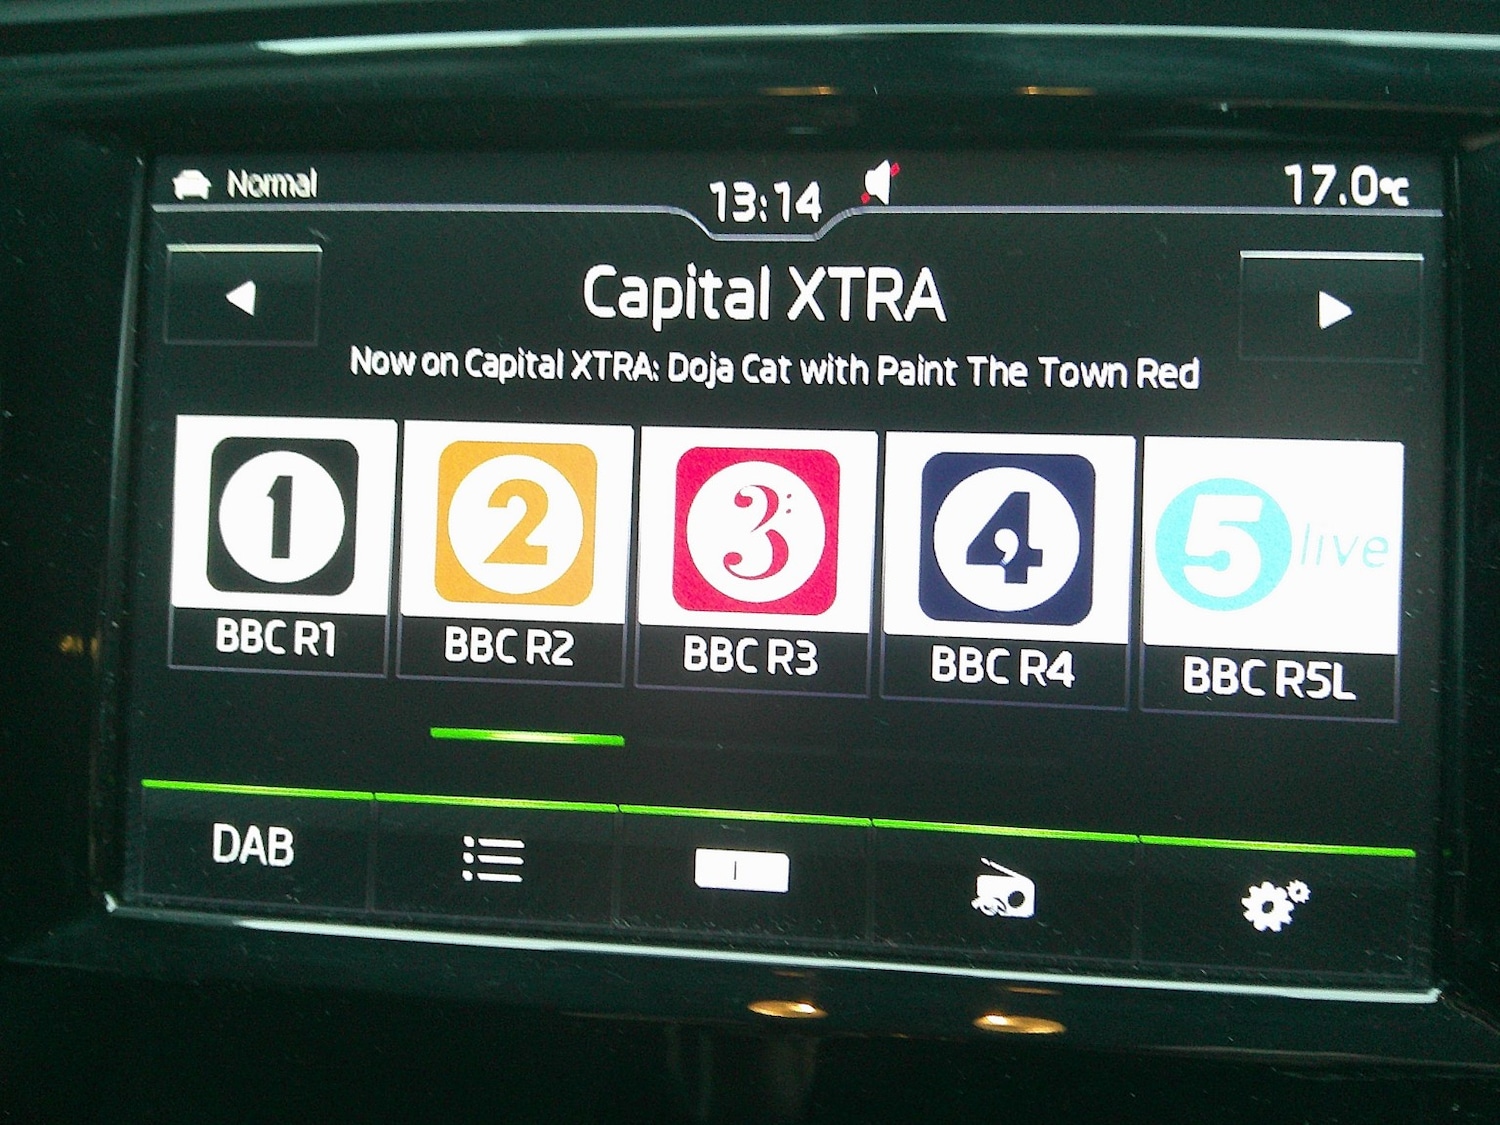 Normal 13:14 17.0°C
Capital XTRA
Now on Capital XTRA: Doja Cat with Paint The Town Red
1 2 3 4 5 live
BBC R1 BBC R2 BBC R3 BBC R4 BBC R5L
DAB